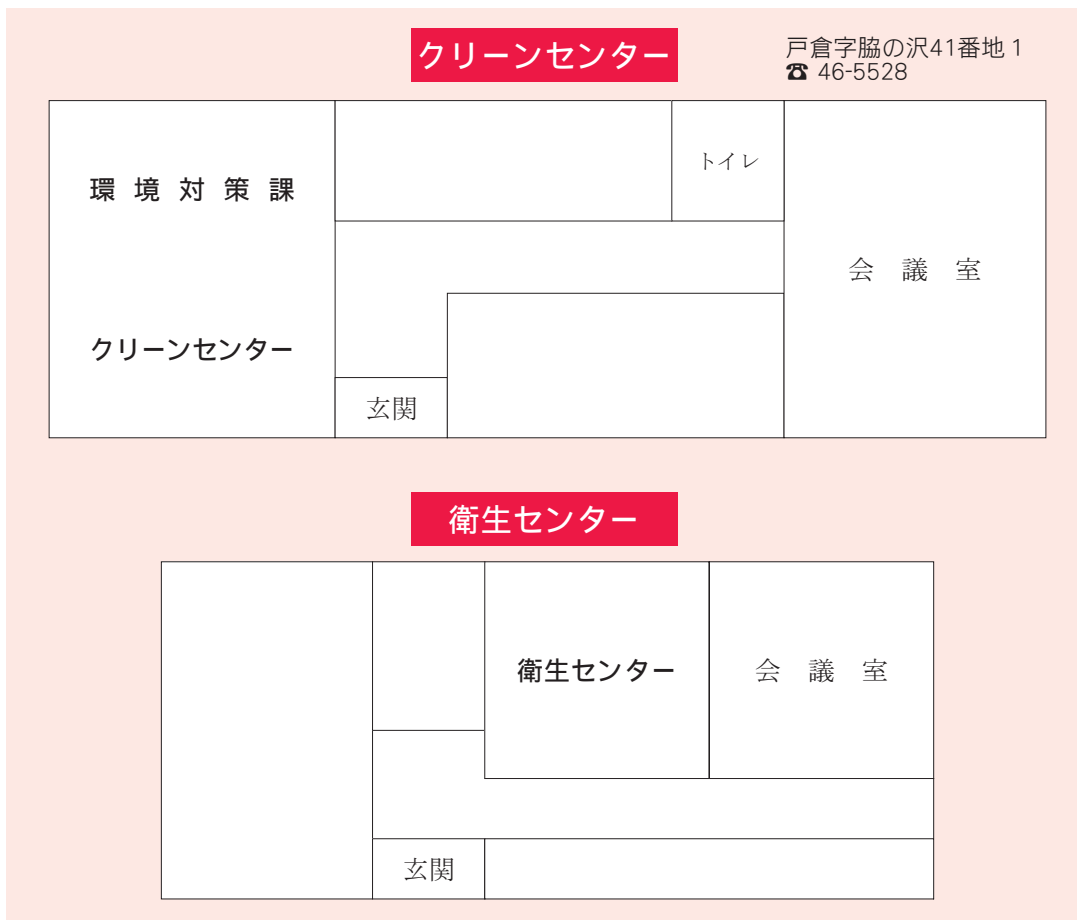 クリーンセンター
戸倉字脇の沢41番地1
☎ 46-5528
環境対策課
トイレ
会議室
クリーンセンター
玄関
衛生センター
衛生センター
会議室
玄関